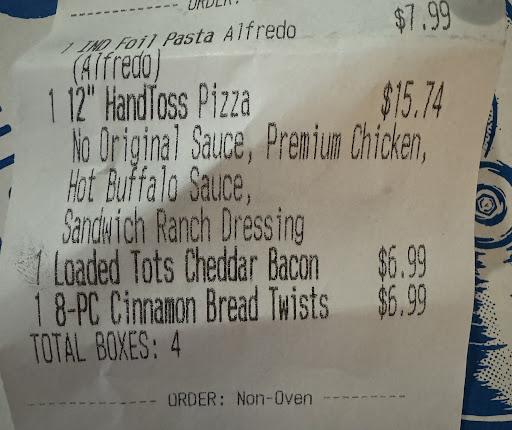 ---------- ORDER:
$7.99
1 IND Foil Pasta Alfredo
(Alfredo)
1 12" HandToss Pizza $15.74
No Original Sauce, Premium Chicken,
Hot Buffalo Sauce,
Sandwich Ranch Dressing
1 Loaded Tots Cheddar Bacon $6.99
1 8-PC Cinnamon Bread Twists $6.99
TOTAL BOXES: 4
-------------- ORDER: Non-Oven ---------